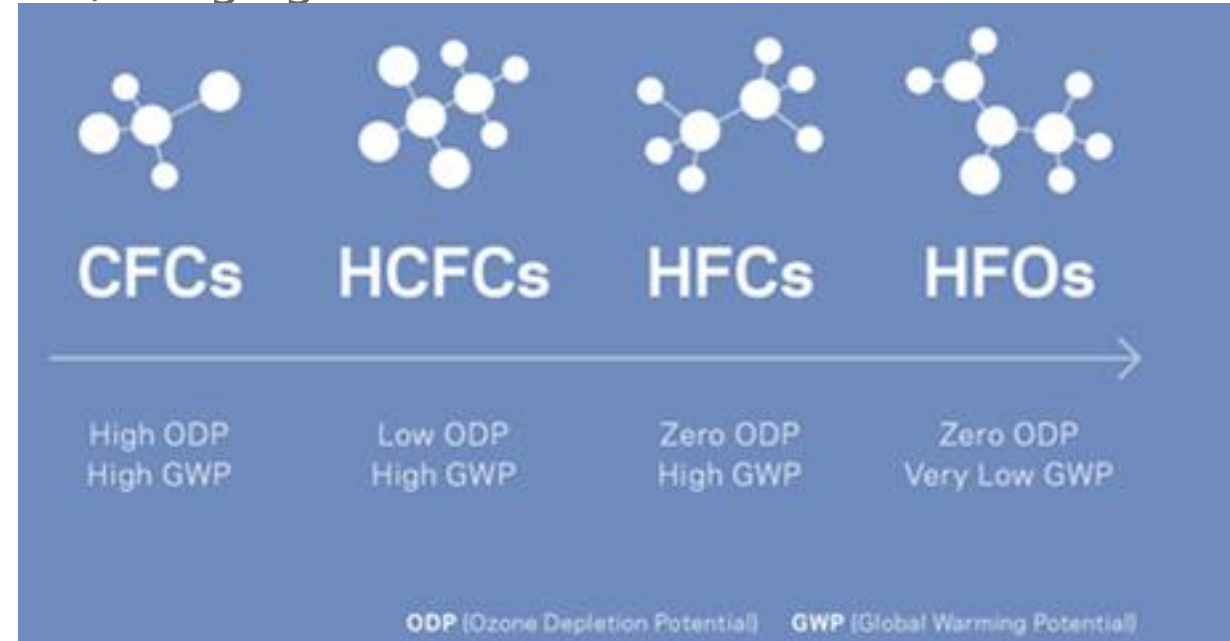 CFCs HCFCs HFCs HFOs
High ODP Low ODP Zero ODP Zero ODP
High GWP High GWP High GWP Very Low GWP
ODP (Ozone Depletion Potential) GWP (Global Warming Potential)